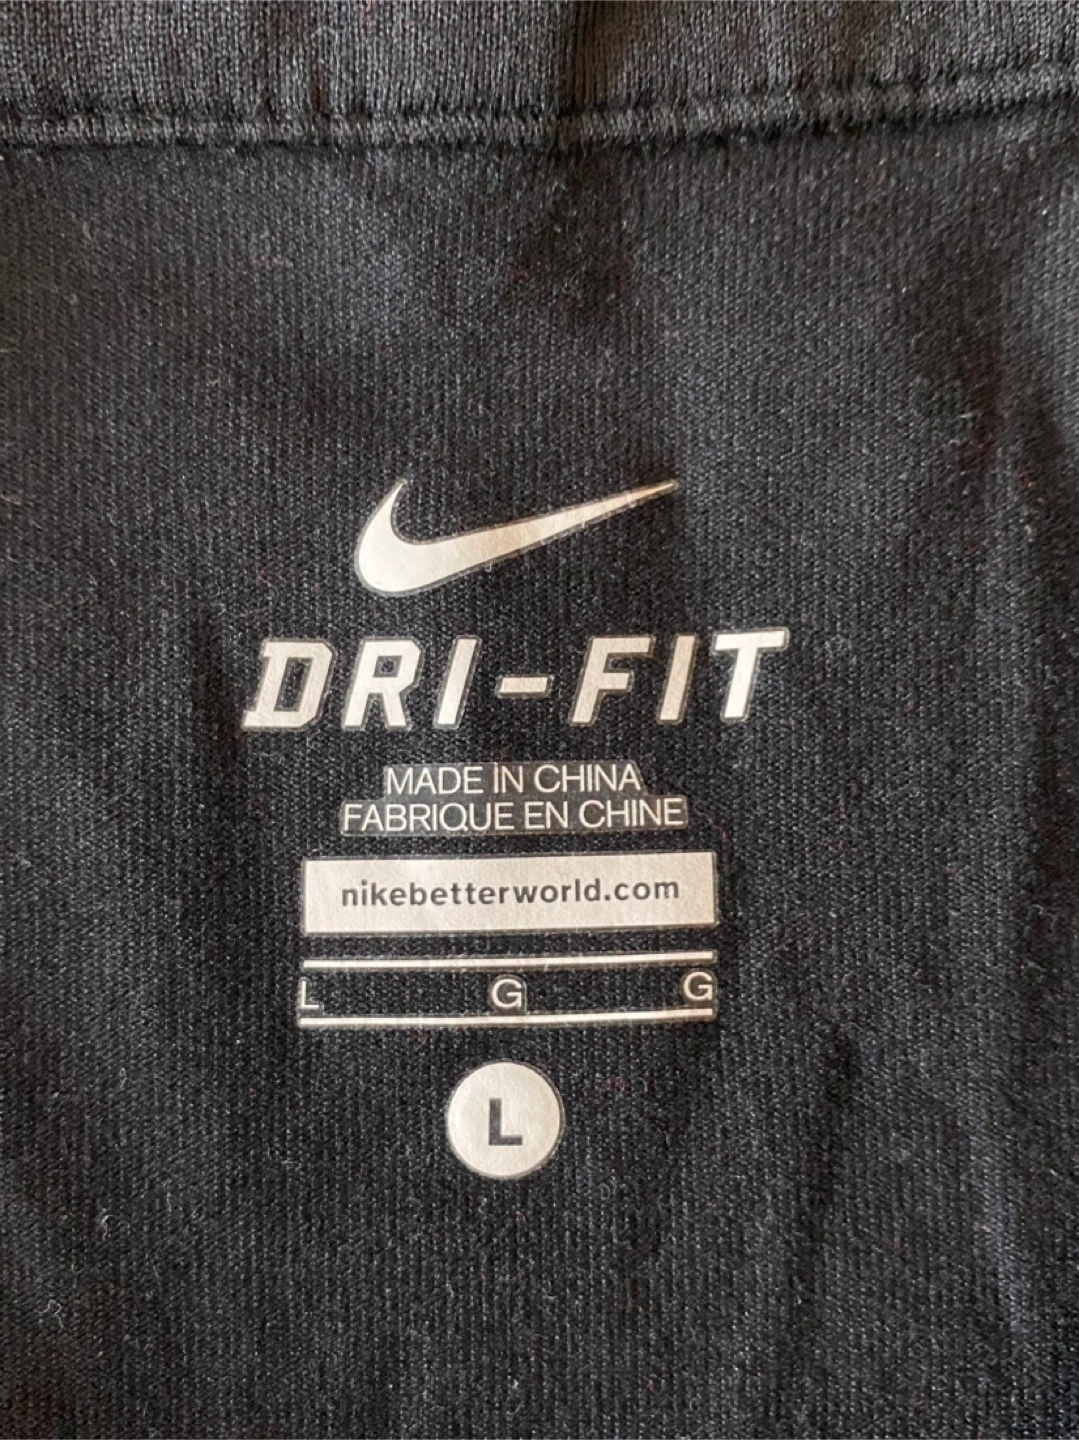 DRI-FIT
MADE IN CHINA
FABRIQUE EN CHINE
nikebetterworld.com
L G G
L